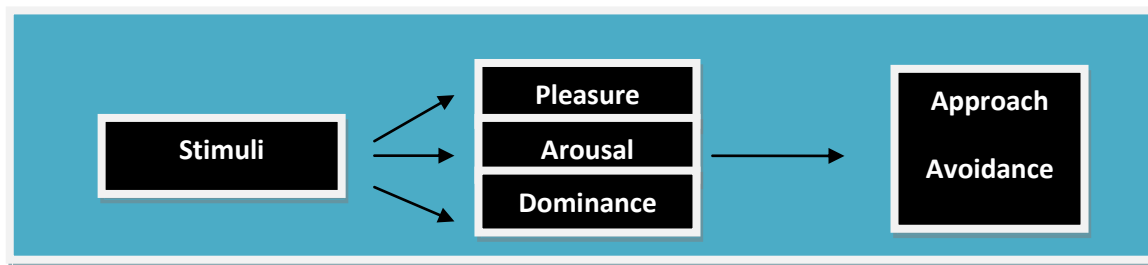 Stimuli
Pleasure
Arousal
Dominance
Approach
Avoidance